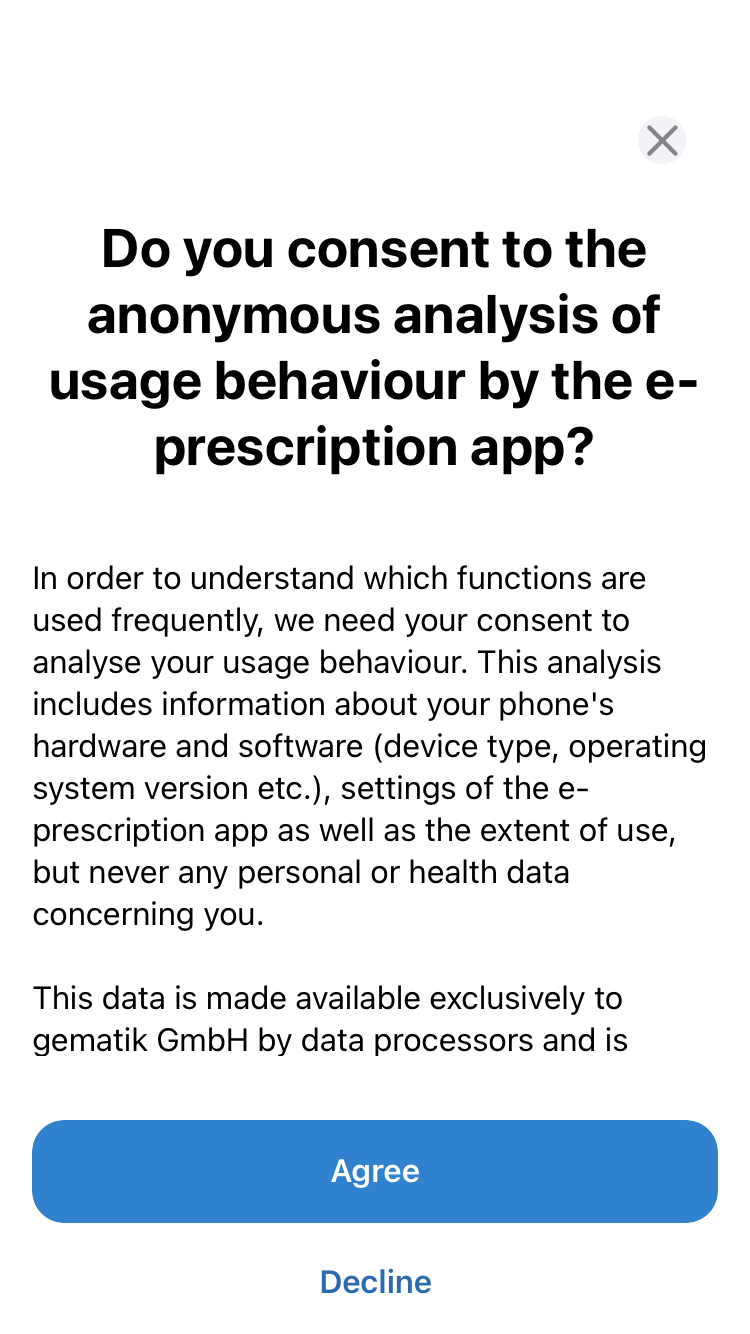 Do you consent to the
anonymous analysis of
usage behaviour by the e-
prescription app?
In order to understand which functions are
used frequently, we need your consent to
analyse your usage behaviour. This analysis
includes information about your phone's
hardware and software (device type, operating
system version etc.), settings of the e-
prescription app as well as the extent of use,
but never any personal or health data
concerning you.
This data is made available exclusively to
gematik GmbH by data processors and is
Agree
Decline